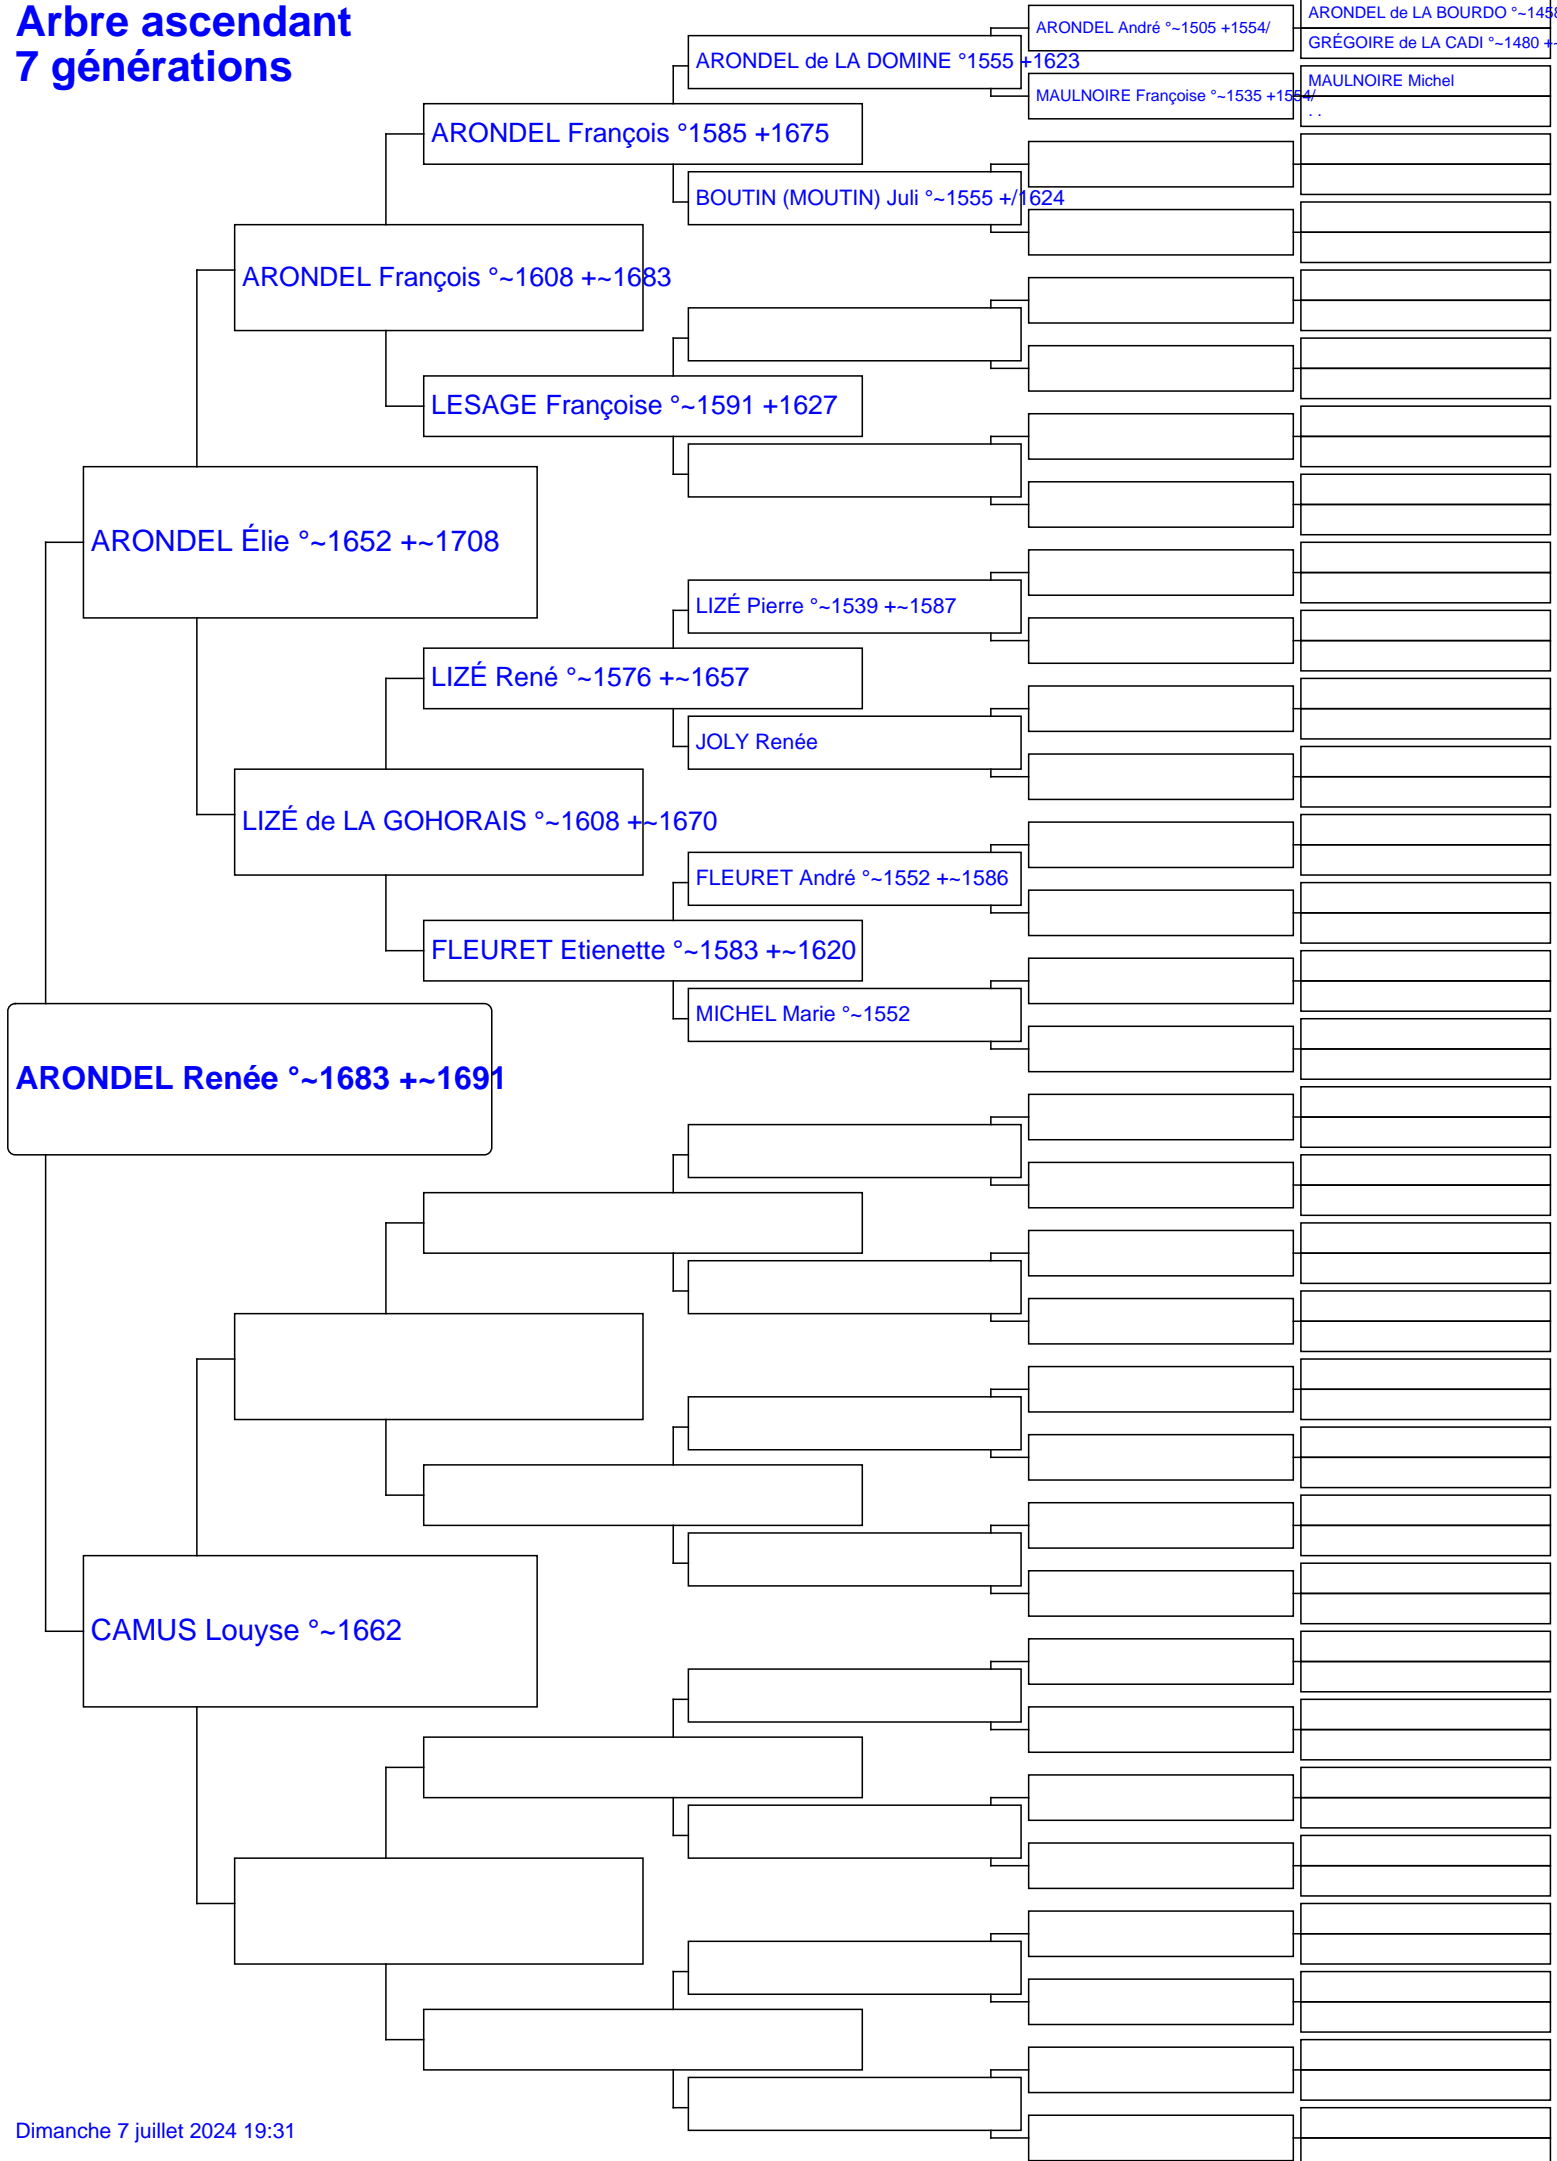 Arbre ascendant
7 générations
ARONDEL de LA BOURDO °~1458
ARONDEL André °~1505 +1554/
GRÉGOIRE de LA CADI °~1480 +~
ARONDEL de LA DOMINE °1555 +1623
MAULNOIRE Michel
MAULNOIRE Françoise °~1535 +1554/
. .
ARONDEL François °1585 +1675
BOUTIN (MOUTIN) Juli °~1555 +/1624
ARONDEL François °~1608 +~1683
LESAGE Françoise °~1591 +1627
ARONDEL Élie °~1652 +~1708
LIZÉ Pierre °~1539 +~1587
LIZÉ René °~1576 +~1657
JOLY Renée
LIZÉ de LA GOHORAIS °~1608 +~1670
FLEURET André °~1552 +~1586
FLEURET Etienette °~1583 +~1620
MICHEL Marie °~1552
ARONDEL Renée °~1683 +~1691
CAMUS Louyse °~1662
Dimanche 7 juillet 2024 19:31